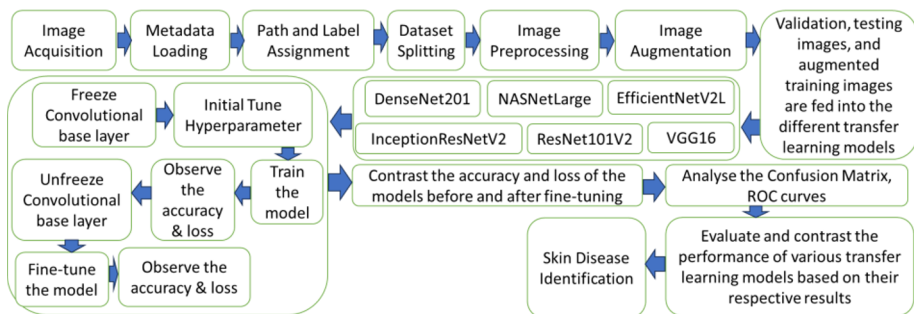 Image
Acquisition
Metadata
Loading
Path and Label
Assignment
Dataset
Splitting
Image
Preprocessing
Image
Augmentation
Validation, testing
images, and
augmented
training images
are fed into the
different transfer
learning models
DenseNet201
NASNetLarge
EfficientNetV2L
InceptionResNetV2
ResNet101V2
VGG16
Freeze
Convolutional
base layer
Initial Tune
Hyperparameter
Train
the
model
Observe
the
accuracy
& loss
Unfreeze
Convolutional
base layer
Fine-tune
the model
Observe the
accuracy & loss
Contrast the accuracy and loss of the
models before and after fine-tuning
Analyse the Confusion Matrix,
ROC curves
Evaluate and contrast the
performance of various transfer
learning models based on their
respective results
Skin Disease
Identification